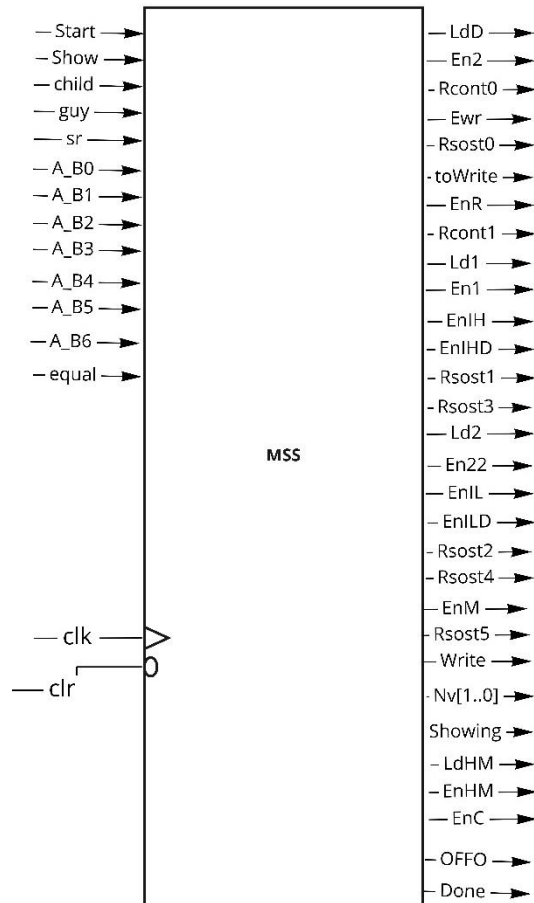 Start
Show
child
guy
sr
A_B0
A_B1
A_B2
A_B3
A_B4
A_B5
A_B6
equal
clk
clr
MSS
LdD
En2
Rcont0
Ewr
Rsost0
toWrite
EnR
Rcont1
Ld1
En1
EnIH
EnIHD
Rsost1
Rsost3
Ld2
En22
EnIL
EnILD
Rsost2
Rsost4
EnM
Rsost5
Write
Nv[1..0]
Showing
LdHM
EnHM
EnC
OFFO
Done